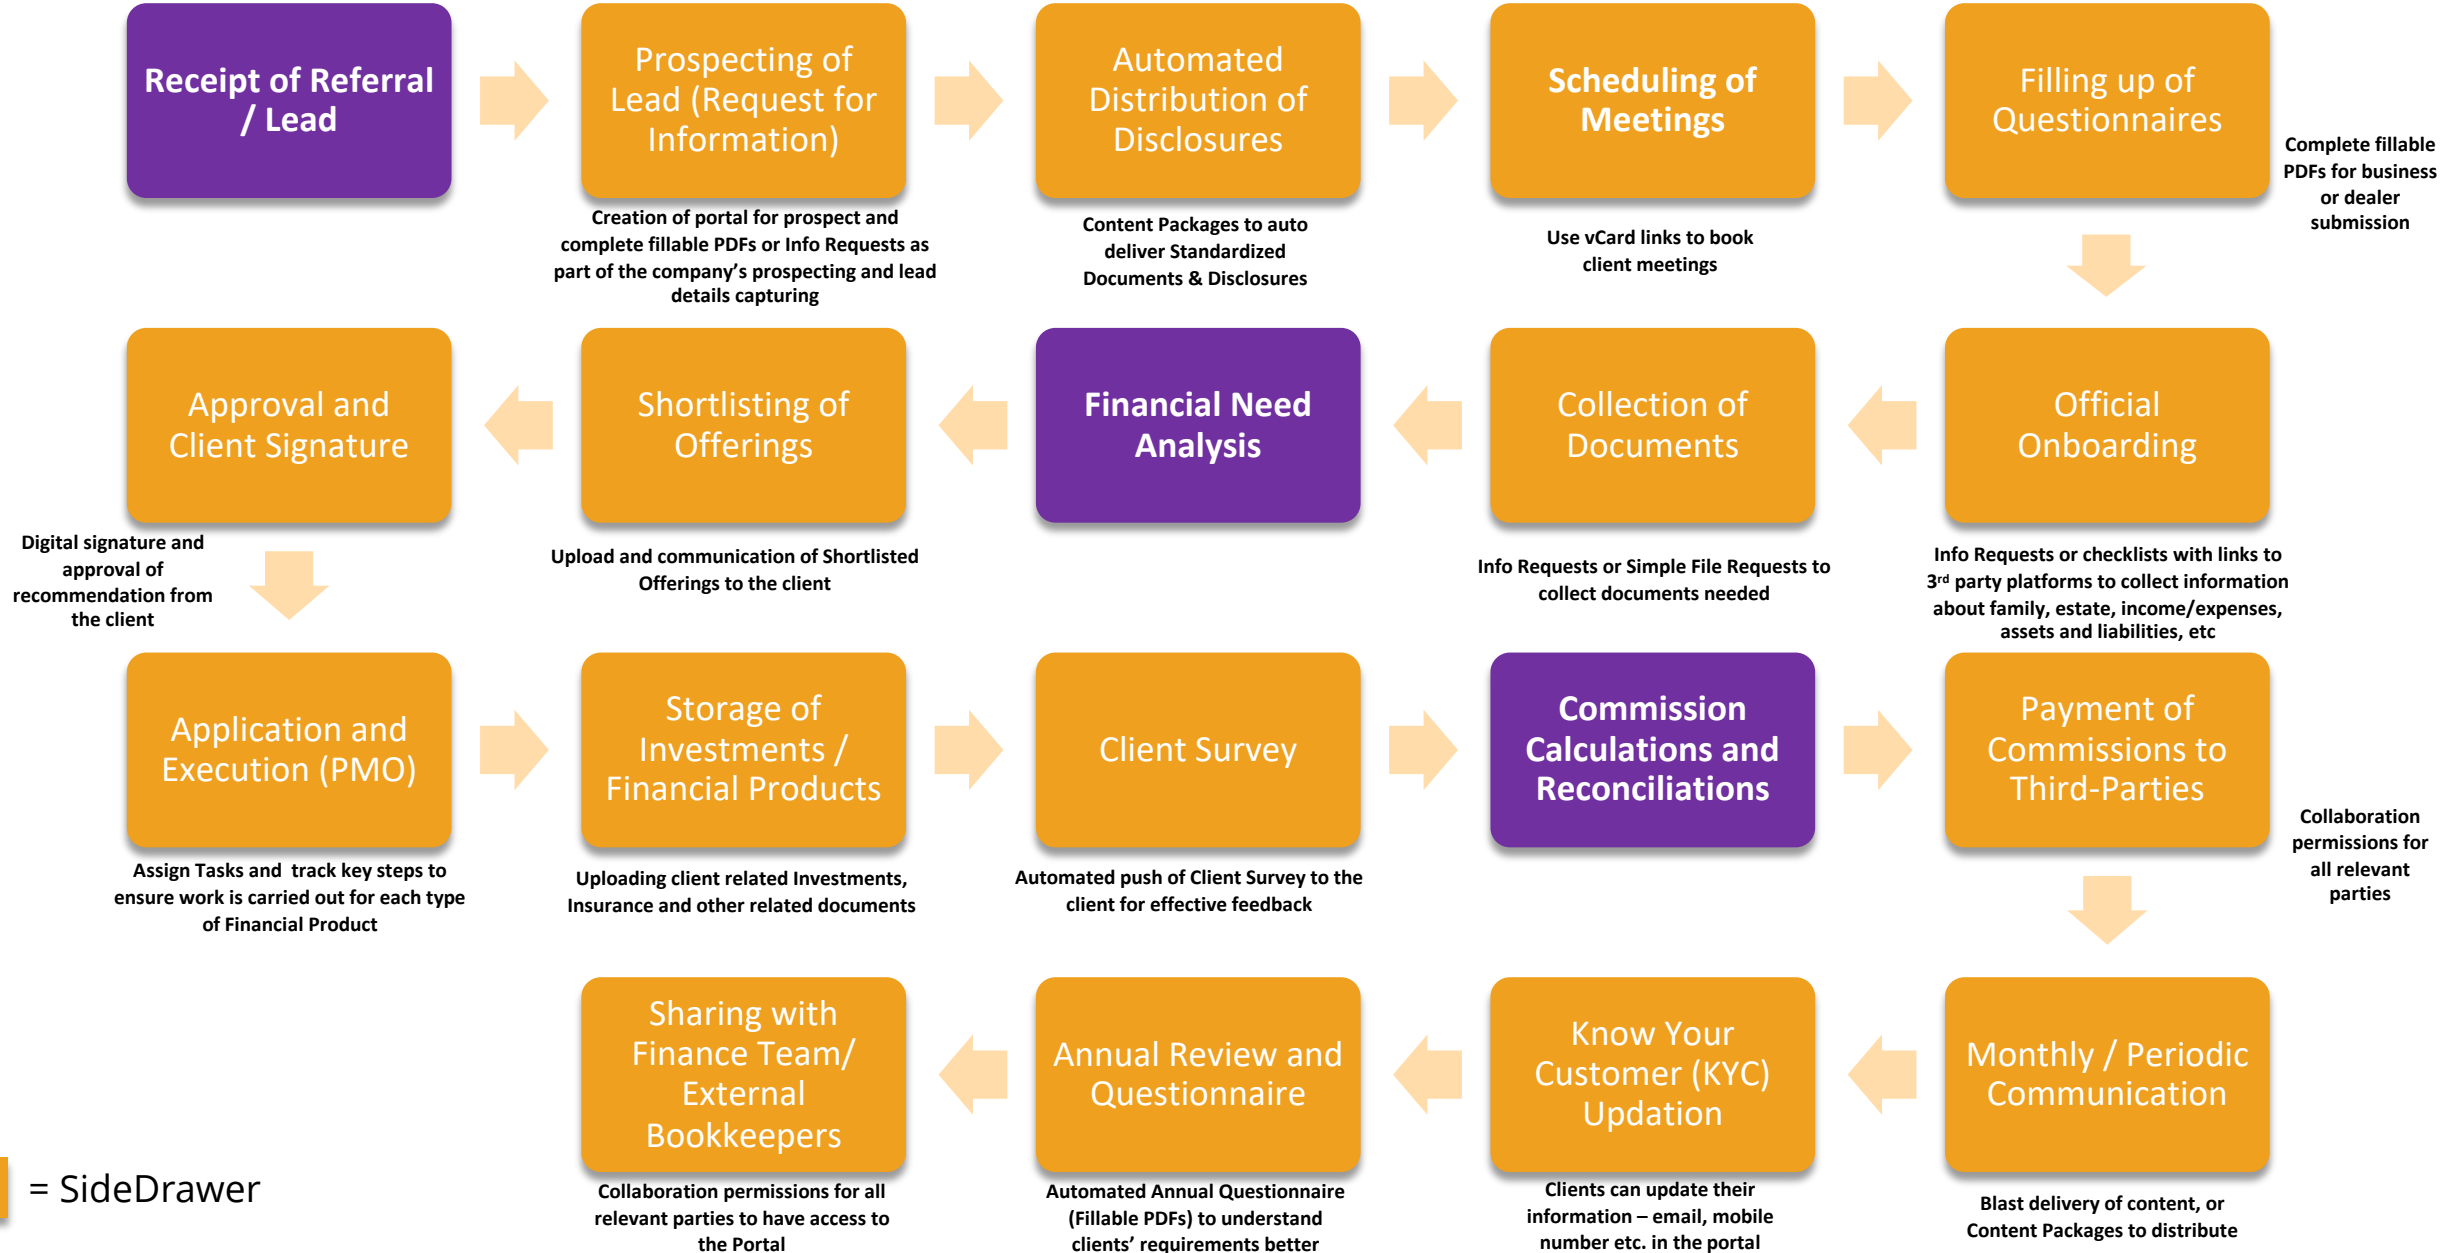 Receipt of Referral
/ Lead
Prospecting of
Lead (Request for
Information)
Automated
Distribution of
Disclosures
Scheduling of
Meetings
Filling up of
Questionnaires
Creation of portal for prospect and
complete fillable PDFs or Info Requests as
part of the company's prospecting and lead
details capturing
Content Packages to auto
deliver Standardized
Documents & Disclosures
Use vCard links to book
client meetings
Complete fillable
PDFs for business
or dealer
submission
Official
Onboarding
Info Requests or checklists with links to
3rd party platforms to collect information
about family, estate, income/expenses,
assets and liabilities, etc
Collection of
Documents
Info Requests or Simple File Requests to
collect documents needed
Financial Need
Analysis
Shortlisting of
Offerings
Upload and communication of Shortlisted
Offerings to the client
Approval and
Client Signature
Digital signature and
approval of
recommendation from
the client
Application and
Execution (PMO)
Assign Tasks and  track key steps to
ensure work is carried out for each type
of Financial Product
Storage of
Investments /
Financial Products
Uploading client related Investments,
Insurance and other related documents
Client Survey
Automated push of Client Survey to the
client for effective feedback
Commission
Calculations and
Reconciliations
Payment of
Commissions to
Third-Parties
Collaboration
permissions for
all relevant
parties
Monthly / Periodic
Communication
Blast delivery of content, or
Content Packages to distribute
Know Your
Customer (KYC)
Updation
Clients can update their
information – email, mobile
number etc. in the portal
Annual Review and
Questionnaire
Automated Annual Questionnaire
(Fillable PDFs) to understand
clients' requirements better
Sharing with
Finance Team/
External
Bookkeepers
Collaboration permissions for all
relevant parties to have access to
the Portal
= SideDrawer